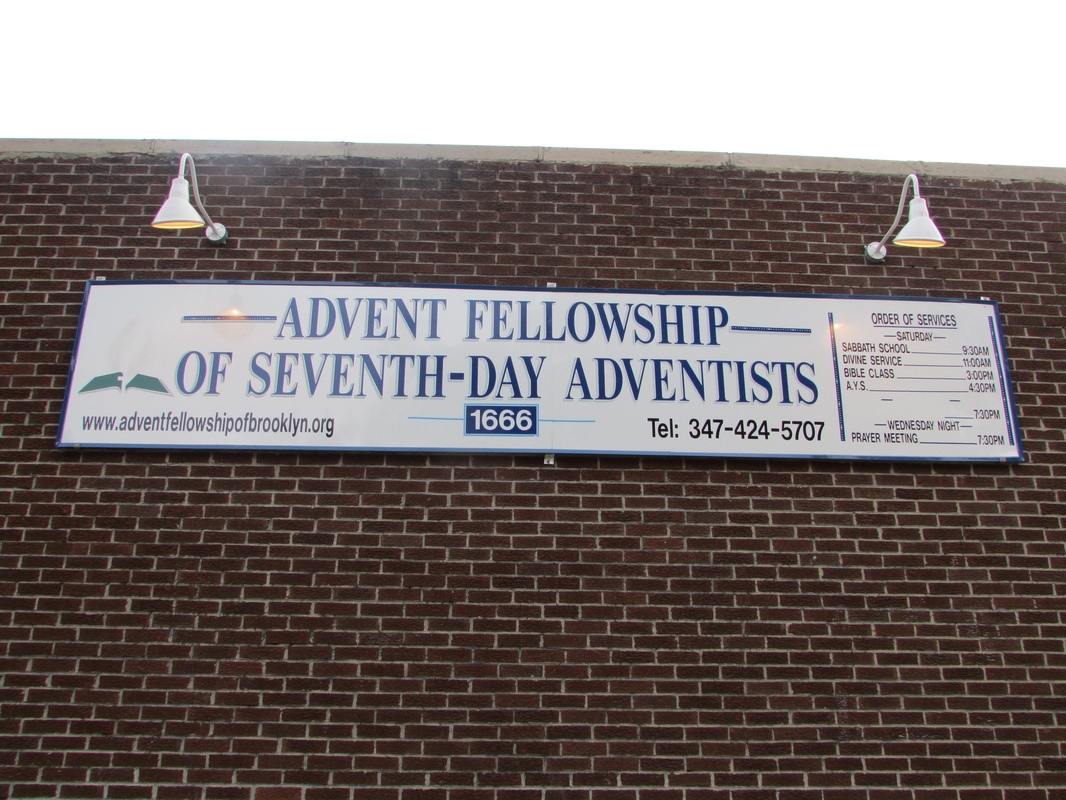 ADVENT FELLOWSHIP
OF SEVENTH-DAY ADVENTISTS
www.adventfellowshipofbrooklyn.org
1666
Tel: 347-424-5707
ORDER OF SERVICES
—SATURDAY—
SABBATH SCHOOL 9:30AM
DIVINE SERVICE 11:00AM
BIBLE CLASS 3:00PM
A.Y.S. 4:30PM
7:30PM
—WEDNESDAY NIGHT—
PRAYER MEETING 7:30PM